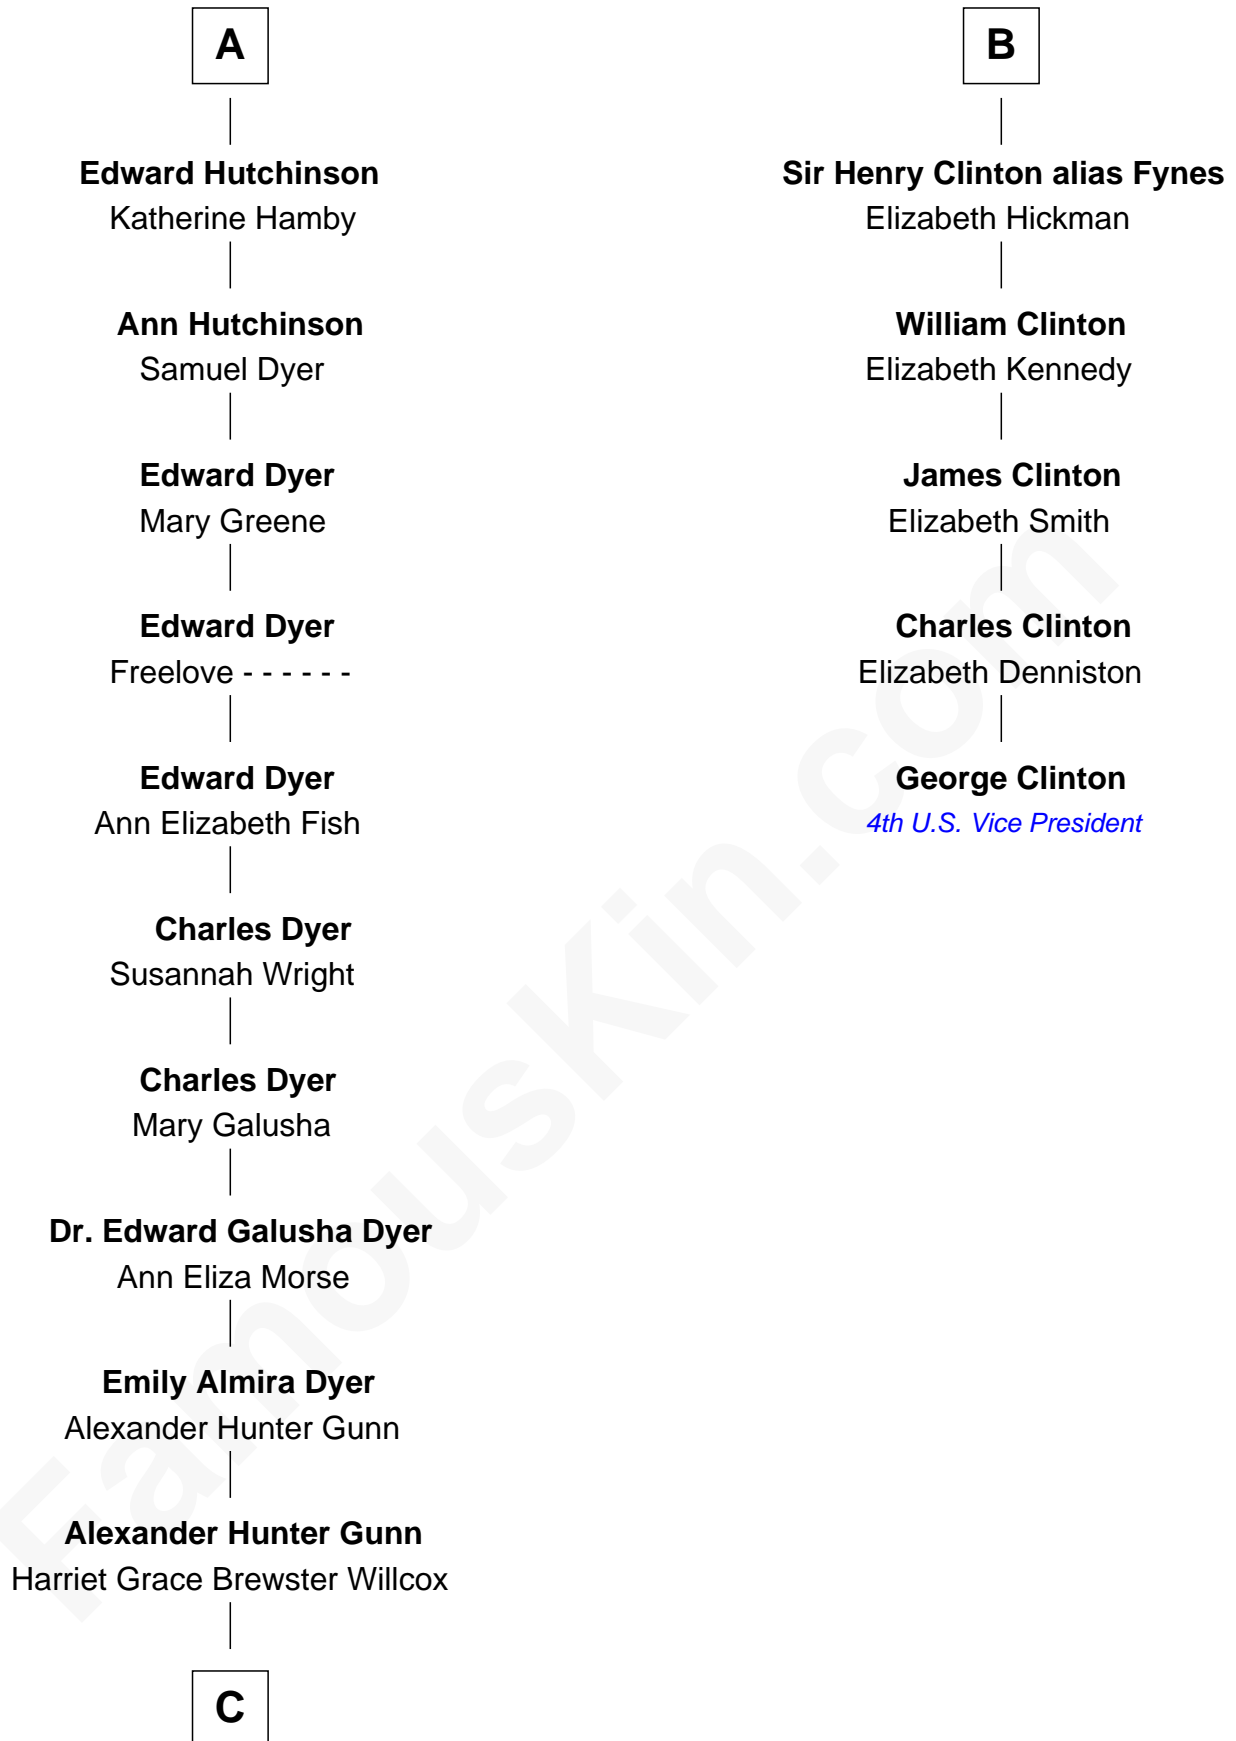 A
Edward Hutchinson
Katherine Hamby
Ann Hutchinson
Samuel Dyer
Edward Dyer
Mary Greene
Edward Dyer
Freelove - - - - - -
Edward Dyer
Ann Elizabeth Fish
Charles Dyer
Susannah Wright
Charles Dyer
Mary Galusha
Dr. Edward Galusha Dyer
Ann Eliza Morse
Emily Almira Dyer
Alexander Hunter Gunn
Alexander Hunter Gunn
Harriet Grace Brewster Willcox
C
B
Sir Henry Clinton alias Fynes
Elizabeth Hickman
William Clinton
Elizabeth Kennedy
James Clinton
Elizabeth Smith
Charles Clinton
Elizabeth Denniston
George Clinton
4th U.S. Vice President
FamousKin.com